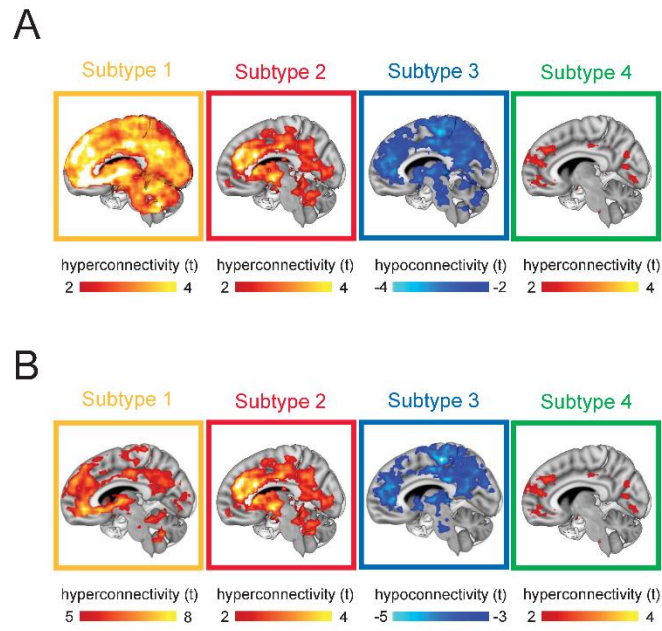 A
Subtype 1 Subtype 2 Subtype 3 Subtype 4
hyperconnectivity (t) hyperconnectivity (t) hypoconnectivity (t) hyperconnectivity (t)
2 4 2 4 -4 -2 2 4
B
Subtype 1 Subtype 2 Subtype 3 Subtype 4
hyperconnectivity (t) hyperconnectivity (t) hypoconnectivity (t) hyperconnectivity (t)
5 8 2 4 -5 -3 2 4